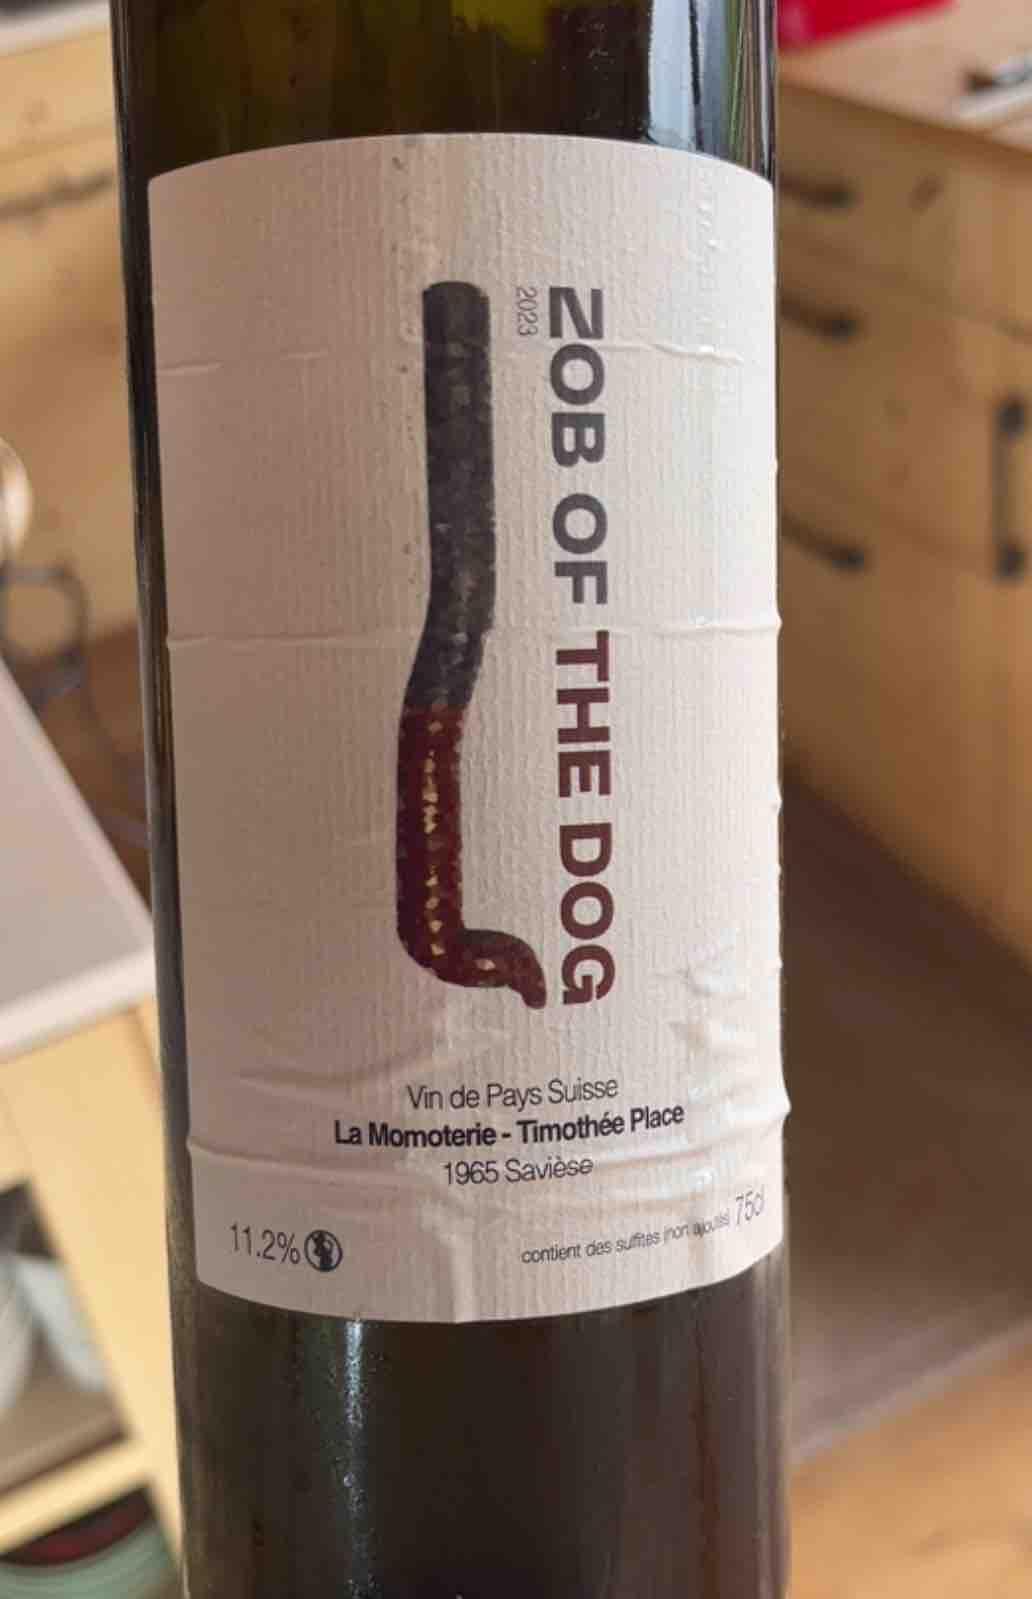 ZOB OF THE DOG
2023
Vin de Pays Suisse
La Momoterie - Timothée Place
1965 Savièse
11.2%
contient des sulfites (non ajoutés) 75cl